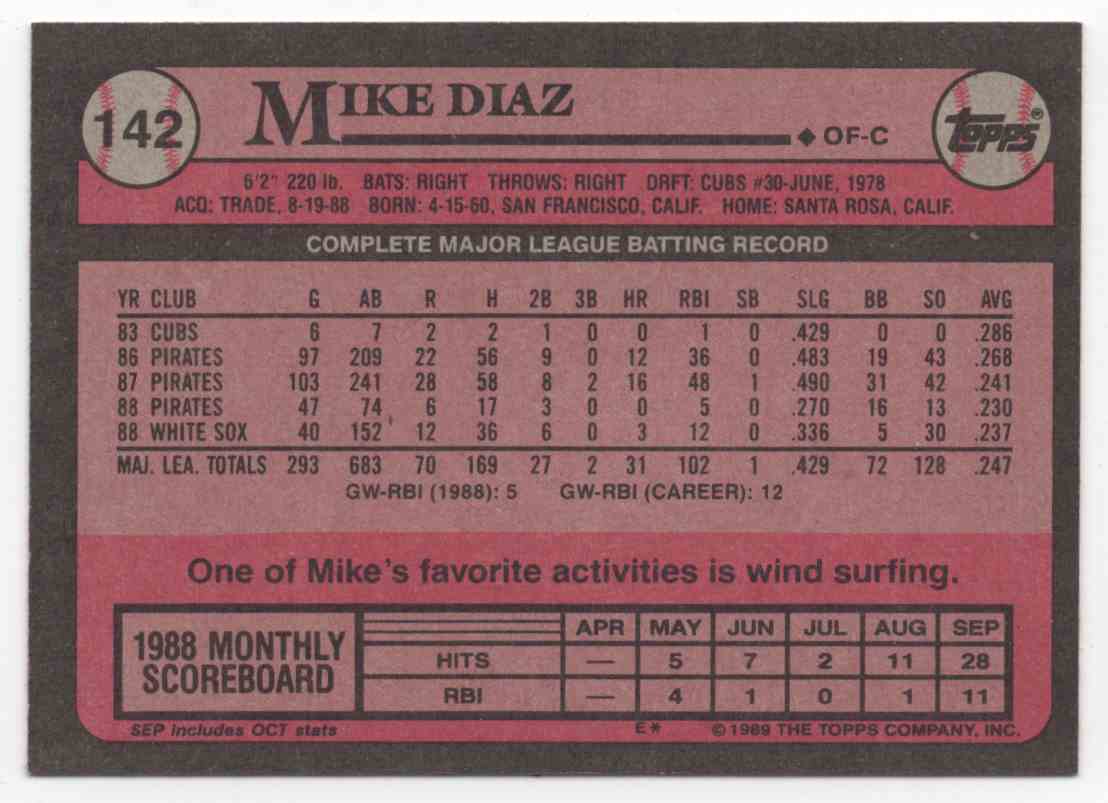 142
MIKE DIAZ
◆ OF-C
TOPPS®
6'2" 220 lb. BATS: RIGHT THROWS: RIGHT DRFT: CUBS #30-JUNE, 1978
ACQ: TRADE, 8-19-88 BORN: 4-15-60, SAN FRANCISCO, CALIF. HOME: SANTA ROSA, CALIF.
COMPLETE MAJOR LEAGUE BATTING RECORD
YR CLUB G AB R H 2B 3B HR RBI SB SLG BB SO AVG
83 CUBS 6 7 2 2 1 0 0 1 0 .429 0 0 .286
86 PIRATES 97 209 22 56 9 0 12 36 0 .483 19 43 .268
87 PIRATES 103 241 28 58 8 2 16 48 1 .490 31 42 .241
88 PIRATES 47 74 6 17 3 0 0 5 0 .270 16 13 .230
88 WHITE SOX 40 152 12 36 6 0 3 12 0 .336 5 30 .237
MAJ. LEA. TOTALS 293 683 70 169 27 2 31 102 1 .429 72 128 .247
GW-RBI (1988): 5 GW-RBI (CAREER): 12
One of Mike's favorite activities is wind surfing.
1988 MONTHLY SCOREBOARD
APR MAY JUN JUL AUG SEP
HITS — 5 7 2 11 28
RBI — 4 1 0 1 11
SEP includes OCT stats E* © 1989 THE TOPPS COMPANY, INC.